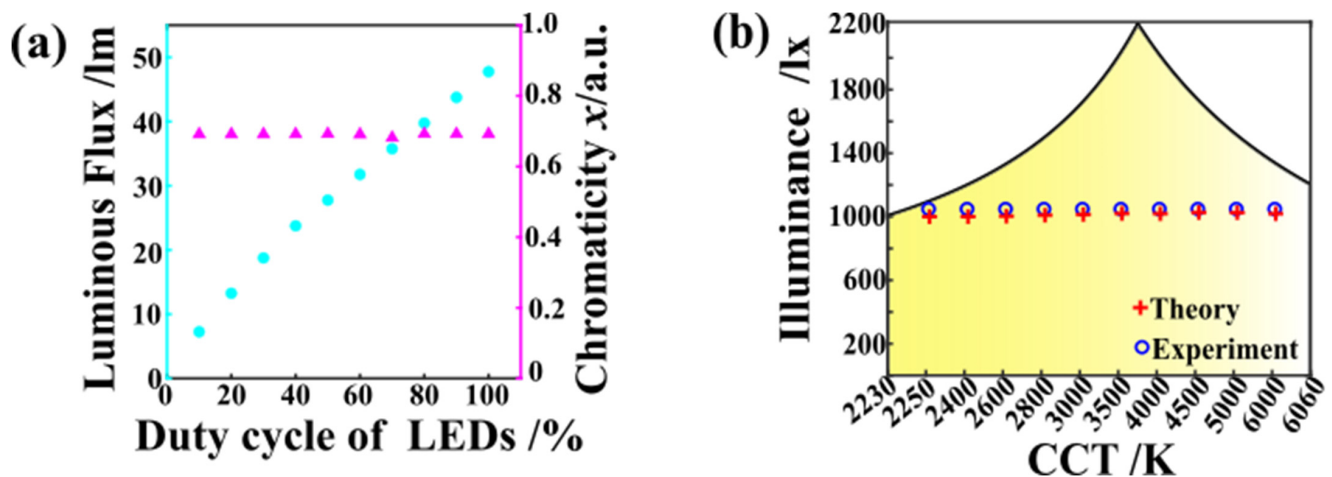 (a)
Luminous Flux /lm
50
40
30
20
10
0
0 20 40 60 80 100
Duty cycle of LEDs /%
1.0
0.8
0.6
0.4
0.2
0
Chromaticity x/a.u.
(b)
Illuminance /lx
2200
1800
1400
1000
600
200
Theory
Experiment
2230 2250 2400 2600 2800 3000 3500 4000 4500 5000 6000 6060
CCT /K